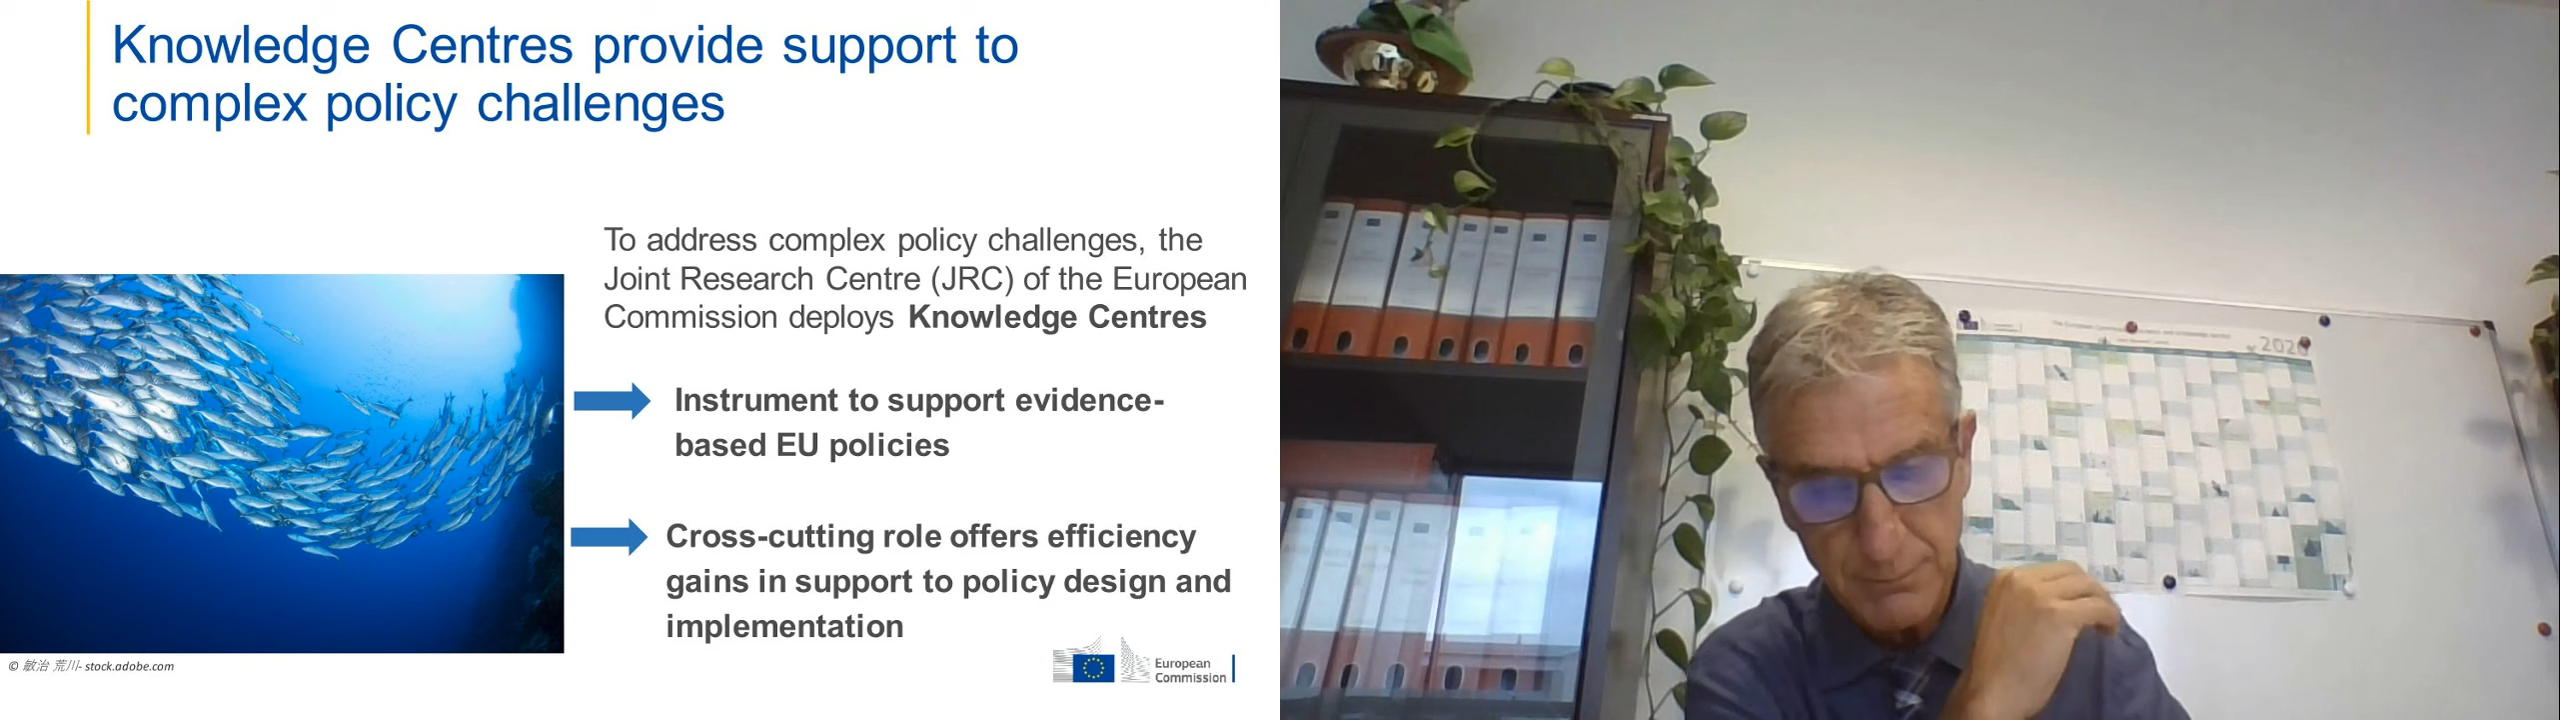 Knowledge Centres provide support to
complex policy challenges
To address complex policy challenges, the
Joint Research Centre (JRC) of the European
Commission deploys Knowledge Centres
Instrument to support evidence-
based EU policies
Cross-cutting role offers efficiency
gains in support to policy design and
implementation
© 敏治 荒川- stock.adobe.com
European
Commission
2020